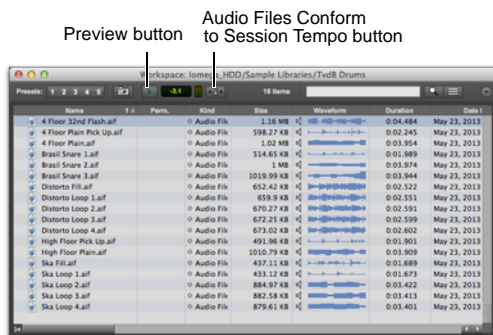 Audio Files Conform
Preview button to Session Tempo button
Workspace: Iomega_HDD/Sample Libraries/TvdB Drums
Presets: 1 2 3 4 5 -3.1 18 items
Name 1 Perm. Kind Size Waveform Duration Date
4 Floor 32nd Flash.aif Audio File 1.16 MB 0:04.484 May 23, 2013
4 Floor Plain Pick Up.aif Audio File 598.27 KB 0:02.245 May 23, 2013
4 Floor Plain.aif Audio File 1.02 MB 0:03.954 May 23, 2013
Brasil Snare 1.aif Audio File 514.65 KB 0:01.989 May 23, 2013
Brasil Snare 2.aif Audio File 1 MB 0:03.974 May 23, 2013
Brasil Snare 3.aif Audio File 1019.99 KB 0:03.944 May 23, 2013
Distorto Fill.aif Audio File 652.42 KB 0:02.522 May 23, 2013
Distorto Loop 1.aif Audio File 659.9 KB 0:02.551 May 23, 2013
Distorto Loop 2.aif Audio File 670.27 KB 0:02.591 May 23, 2013
Distorto Loop 3.aif Audio File 672.25 KB 0:02.599 May 23, 2013
Distorto Loop 4.aif Audio File 673.02 KB 0:02.602 May 23, 2013
High Floor Pick Up.aif Audio File 491.96 KB 0:01.901 May 23, 2013
High Floor Plain.aif Audio File 1010.79 KB 0:03.909 May 23, 2013
Ska Fill.aif Audio File 437.11 KB 0:01.689 May 23, 2013
Ska Loop 1.aif Audio File 433.12 KB 0:01.673 May 23, 2013
Ska Loop 2.aif Audio File 884.97 KB 0:03.422 May 23, 2013
Ska Loop 3.aif Audio File 882.58 KB 0:03.413 May 23, 2013
Ska Loop 4.aif Audio File 879.61 KB 0:03.401 May 23, 2013